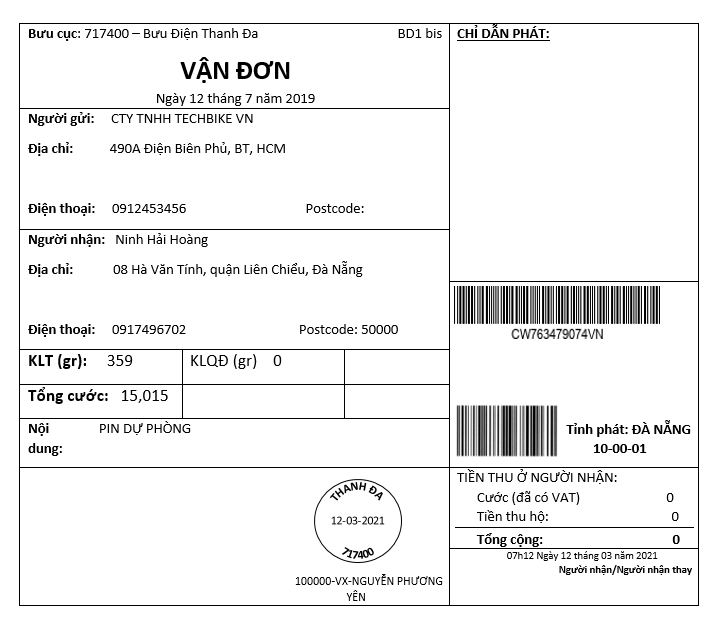 Bưu cục: 717400 – Bưu Điện Thanh Đa BD1 bis
VẬN ĐƠN
Ngày 12 tháng 7 năm 2019
Người gửi: CTY TNHH TECHBIKE VN
Địa chỉ: 490A Điện Biên Phủ, BT, HCM
Điện thoại: 0912453456 Postcode:
Người nhận: Ninh Hải Hoàng
Địa chỉ: 08 Hà Văn Tính, quận Liên Chiểu, Đà Nẵng
Điện thoại: 0917496702 Postcode: 50000
KLT (gr): 359 KLQĐ (gr) 0
Tổng cước: 15,015
Nội PIN DỰ PHÒNG
dung:
THANH ĐA
12-03-2021
717400
100000-VX-NGUYỄN PHƯƠNG
YÊN
CHỈ DẪN PHÁT:
CW763479074VN
Tỉnh phát: ĐÀ NẴNG
10-00-01
TIỀN THU Ở NGƯỜI NHẬN:
Cước (đã có VAT) 0
Tiền thu hộ: 0
Tổng cộng: 0
07h12 Ngày 12 tháng 03 năm 2021
Người nhận/Người nhận thay